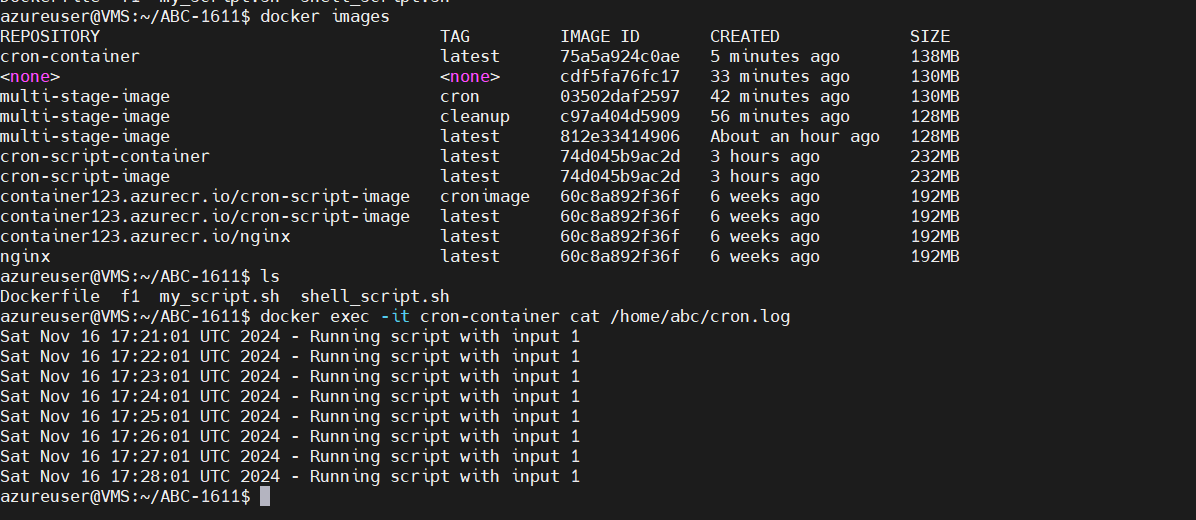 Dockerfile  f1  my_script.sh  shell_script.sh
azureuser@VMS:~/ABC-1611$ docker images
REPOSITORY                                  TAG         IMAGE ID       CREATED             SIZE
cron-container                              latest      75a5a924c0ae   5 minutes ago       138MB
<none>                                      <none>      cdf5fa76fc17   33 minutes ago      130MB
multi-stage-image                           cron        03502daf2597   42 minutes ago      130MB
multi-stage-image                           cleanup     c97a404d5909   56 minutes ago      128MB
multi-stage-image                           latest      812e33414906   About an hour ago   128MB
cron-script-container                       latest      74d045b9ac2d   3 hours ago         232MB
cron-script-image                           latest      74d045b9ac2d   3 hours ago         232MB
container123.azurecr.io/cron-script-image   cronimage   60c8a892f36f   6 weeks ago         192MB
container123.azurecr.io/cron-script-image   latest      60c8a892f36f   6 weeks ago         192MB
container123.azurecr.io/nginx               latest      60c8a892f36f   6 weeks ago         192MB
nginx                                       latest      60c8a892f36f   6 weeks ago         192MB
azureuser@VMS:~/ABC-1611$ ls
Dockerfile  f1  my_script.sh  shell_script.sh
azureuser@VMS:~/ABC-1611$ docker exec -it cron-container cat /home/abc/cron.log
Sat Nov 16 17:21:01 UTC 2024 - Running script with input 1
Sat Nov 16 17:22:01 UTC 2024 - Running script with input 1
Sat Nov 16 17:23:01 UTC 2024 - Running script with input 1
Sat Nov 16 17:24:01 UTC 2024 - Running script with input 1
Sat Nov 16 17:25:01 UTC 2024 - Running script with input 1
Sat Nov 16 17:26:01 UTC 2024 - Running script with input 1
Sat Nov 16 17:27:01 UTC 2024 - Running script with input 1
Sat Nov 16 17:28:01 UTC 2024 - Running script with input 1
azureuser@VMS:~/ABC-1611$